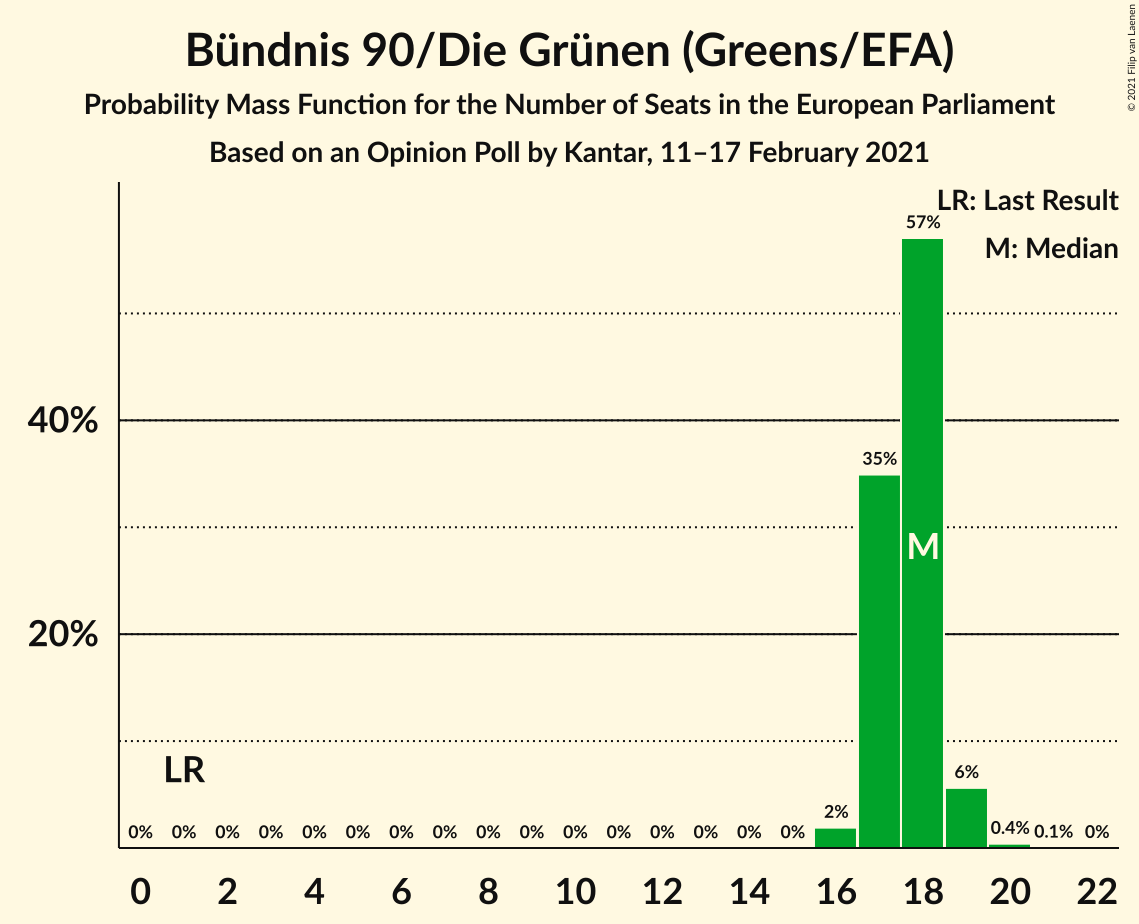 Bündnis 90/Die Grünen (Greens/EFA)
Probability Mass Function for the Number of Seats in the European Parliament
Based on an Opinion Poll by Kantar, 11–17 February 2021
© 2021 Filip van Laenen
LR: Last Result
M: Median
57%
40%
35%
M
20%
LR
0% 0% 0% 0% 0% 0% 0% 0% 0% 0% 0% 0% 0% 0% 0% 0% 2% 6% 0.4% 0.1% 0%
0 2 4 6 8 10 12 14 16 18 20 22